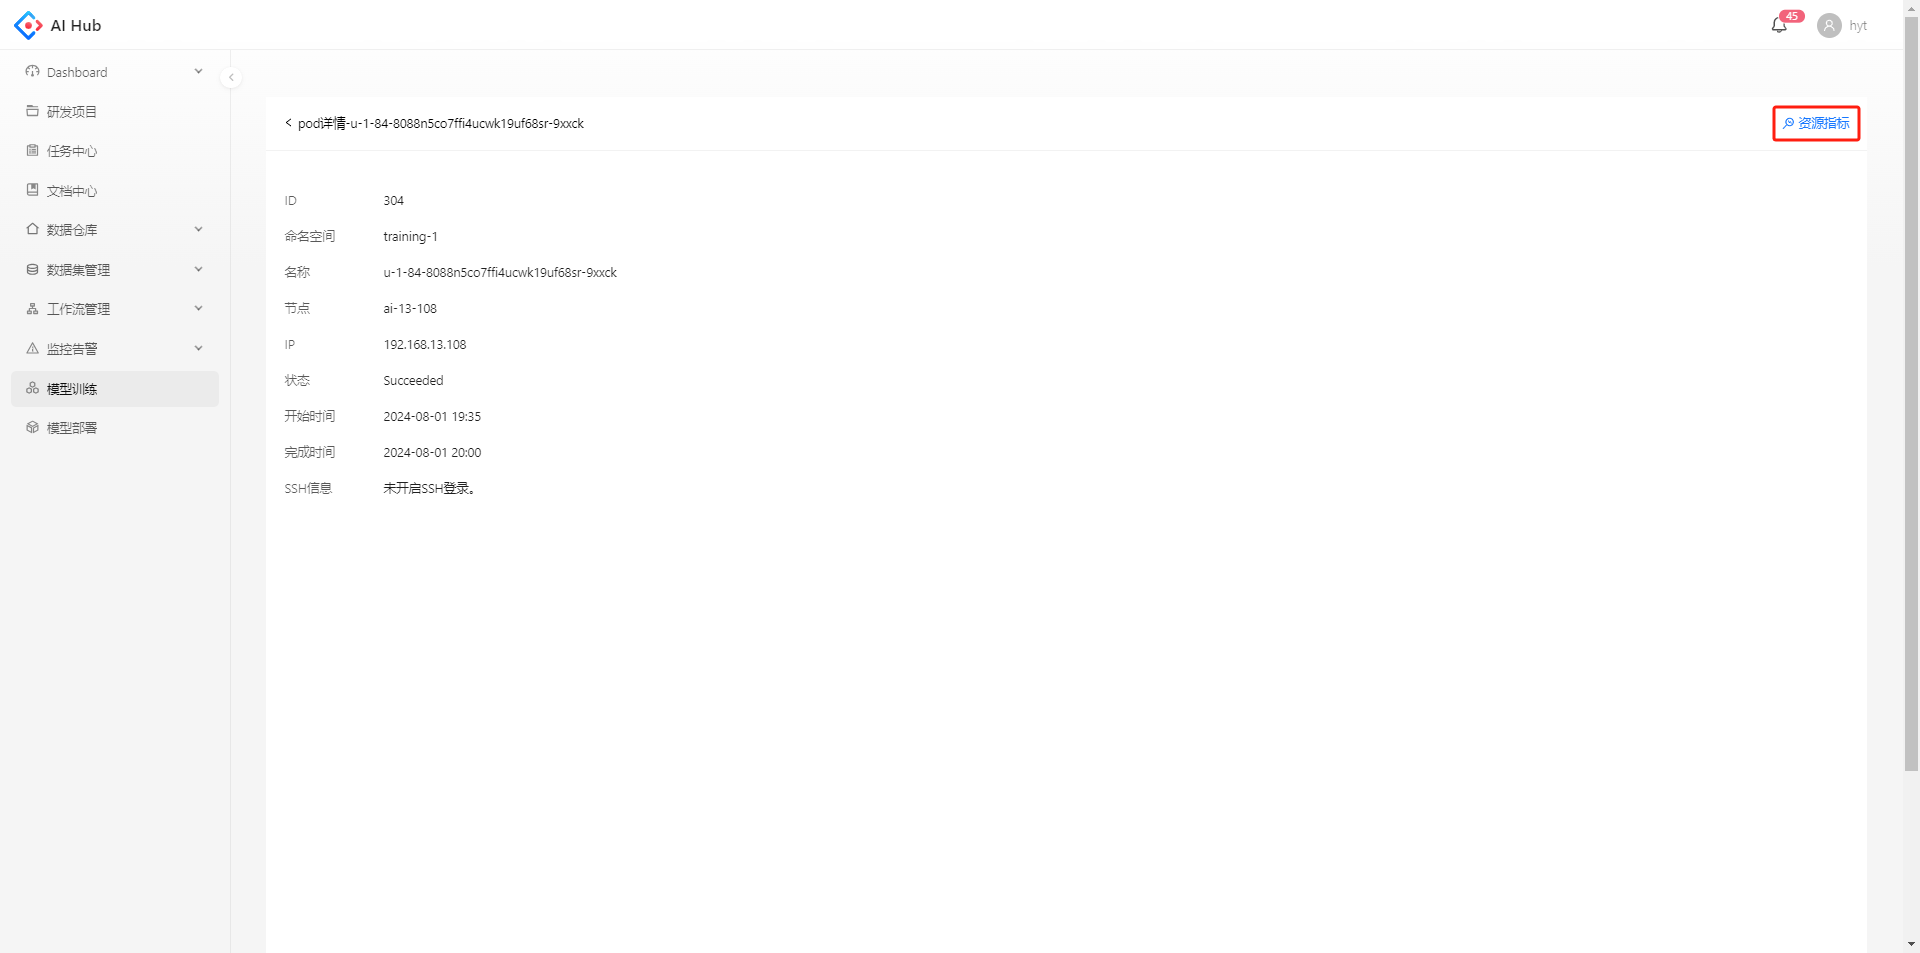 AI Hub
45
hyt
Dashboard
研发项目
任务中心
文档中心
数据仓库
数据集管理
工作流管理
监控告警
模型训练
模型部署
pod详情-u-1-84-8088n5co7ffi4ucwk19uf68sr-9xxck
资源指标
ID 304
命名空间 training-1
名称 u-1-84-8088n5co7ffi4ucwk19uf68sr-9xxck
节点 ai-13-108
IP 192.168.13.108
状态 Succeeded
开始时间 2024-08-01 19:35
完成时间 2024-08-01 20:00
SSH信息 未开启SSH登录。